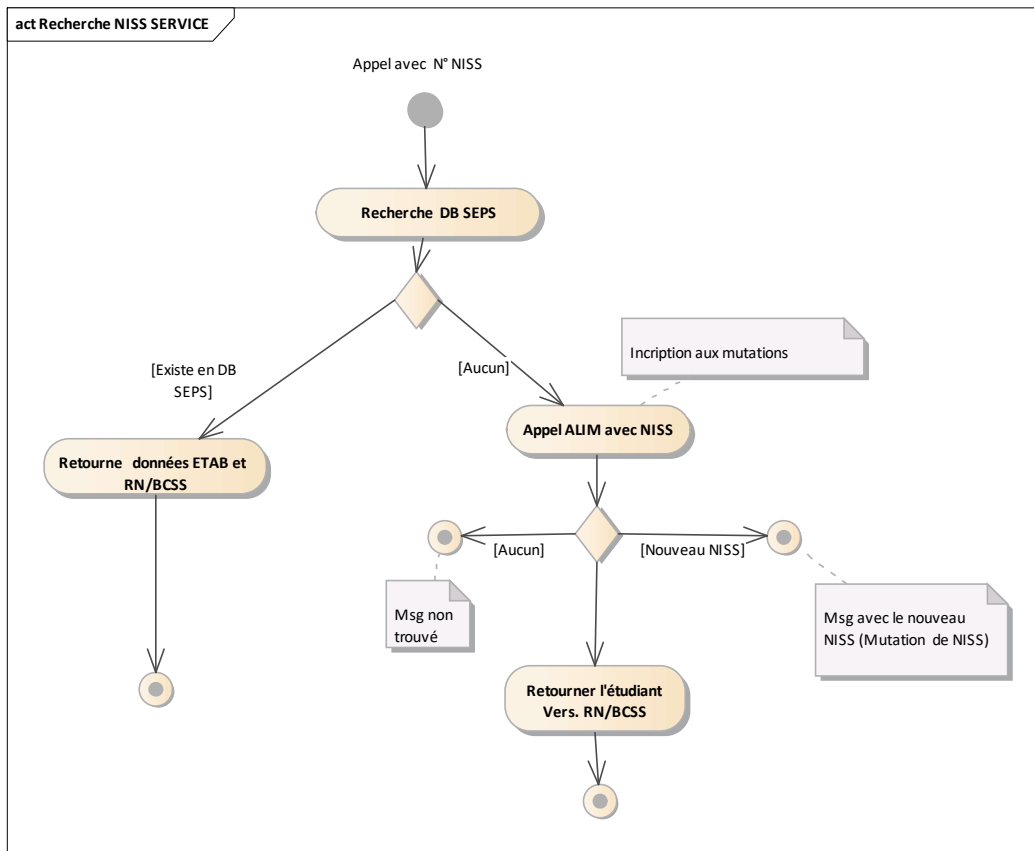 act Recherche NISS SERVICE
Appel avec N° NISS
Recherche DB SEPS
Incription aux mutations
[Existe en DB
SEPS]
[Aucun]
Appel ALIM avec NISS
Retourne données ETAB et
RN/BCSS
[Aucun]
[Nouveau NISS]
Msg non
trouvé
Msg avec le nouveau
NISS (Mutation de NISS)
Retourner l'étudiant
Vers. RN/BCSS